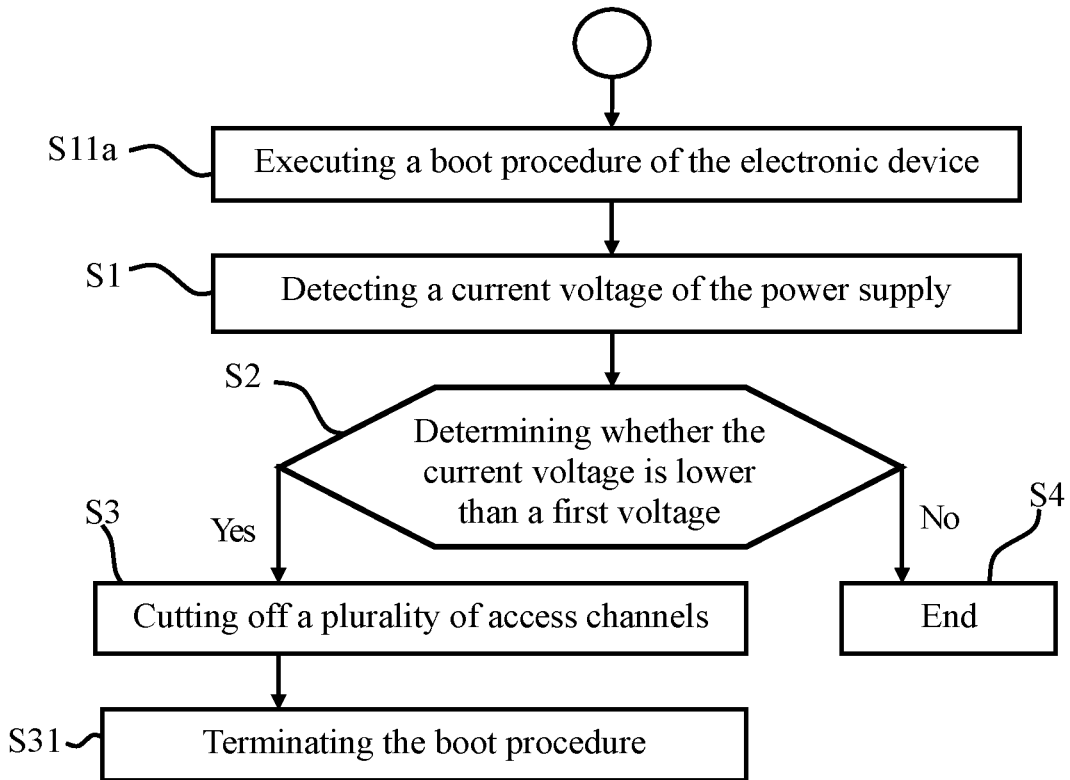 S11a
Executing a boot procedure of the electronic device
S1
Detecting a current voltage of the power supply
S2
Determining whether the
current voltage is lower
than a first voltage
S3
Yes
No
S4
Cutting off a plurality of access channels
End
S31
Terminating the boot procedure